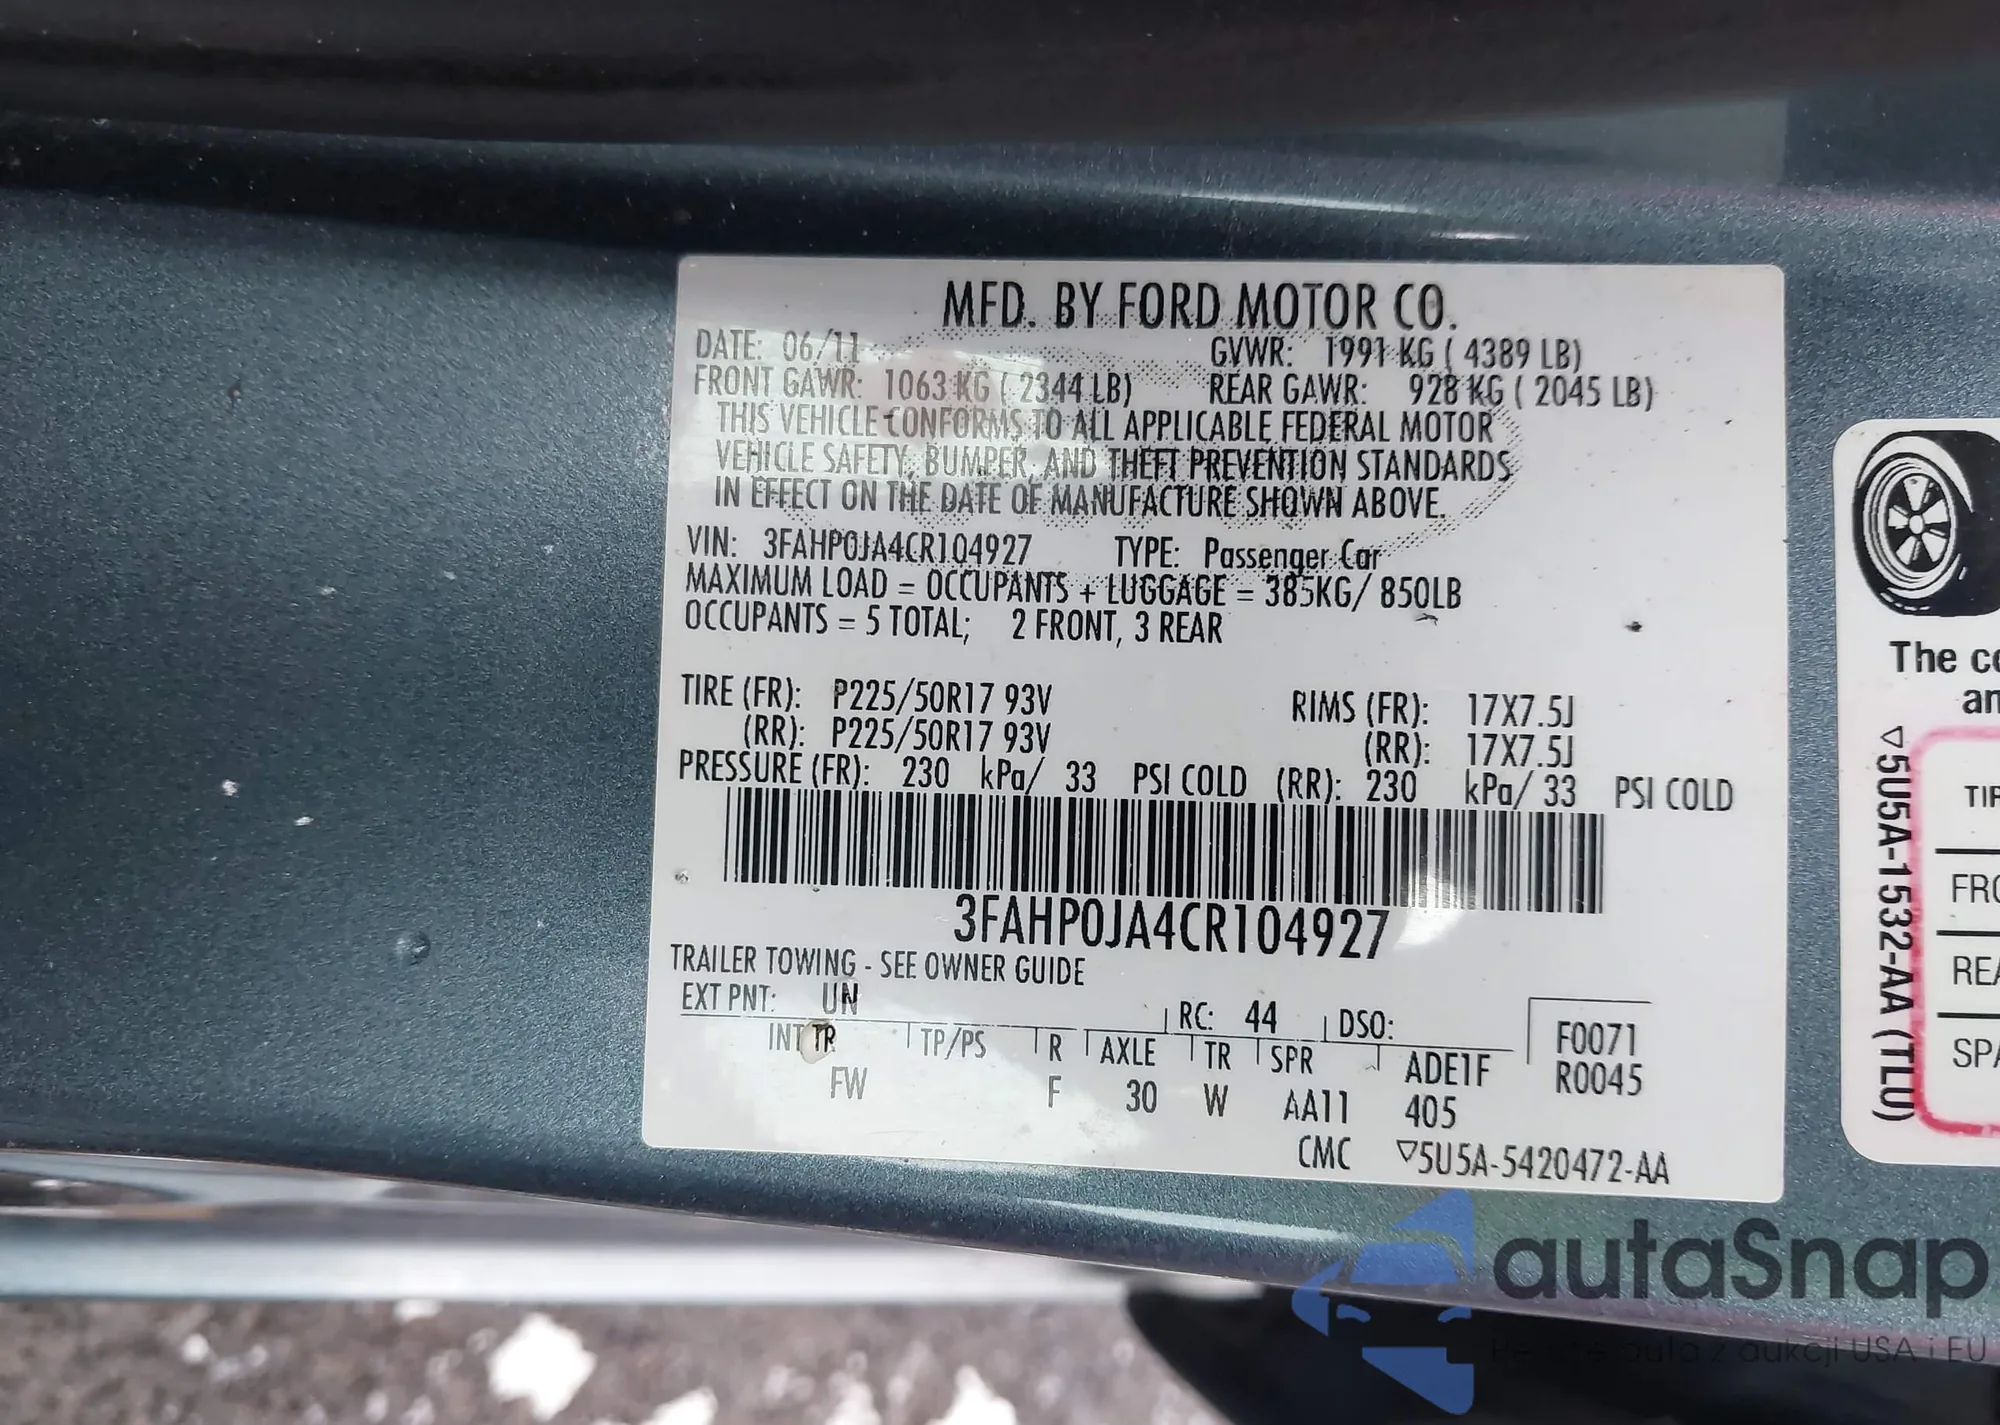 MFD. BY FORD MOTOR CO.
DATE: 06/11 GVWR: 1991 KG ( 4389 LB)
FRONT GAWR: 1063 KG ( 2344 LB) REAR GAWR: 928 KG ( 2045 LB)
THIS VEHICLE CONFORMS TO ALL APPLICABLE FEDERAL MOTOR
VEHICLE SAFETY, BUMPER, AND THEFT PREVENTION STANDARDS
IN EFFECT ON THE DATE OF MANUFACTURE SHOWN ABOVE.
VIN: 3FAHP0JA4CR104927 TYPE: Passenger Car
MAXIMUM LOAD = OCCUPANTS + LUGGAGE = 385KG/ 850LB
OCCUPANTS = 5 TOTAL; 2 FRONT, 3 REAR
TIRE (FR): P225/50R17 93V RIMS (FR): 17X7.5J
(RR): P225/50R17 93V (RR): 17X7.5J
PRESSURE (FR): 230 kPa/ 33 PSI COLD (RR): 230 kPa/ 33 PSI COLD
3FAHP0JA4CR104927
TRAILER TOWING - SEE OWNER GUIDE
EXT PNT: UN RC: 44 DSO: F0071
INT TR TP/PS R AXLE TR SPR ADE1F R0045
FW F 30 W AA11 405
CMC ▽5U5A-5420472-AA
The
▽5U5A-1532-AA (TLU)
autaSnap
auta z aukcji USA i EU